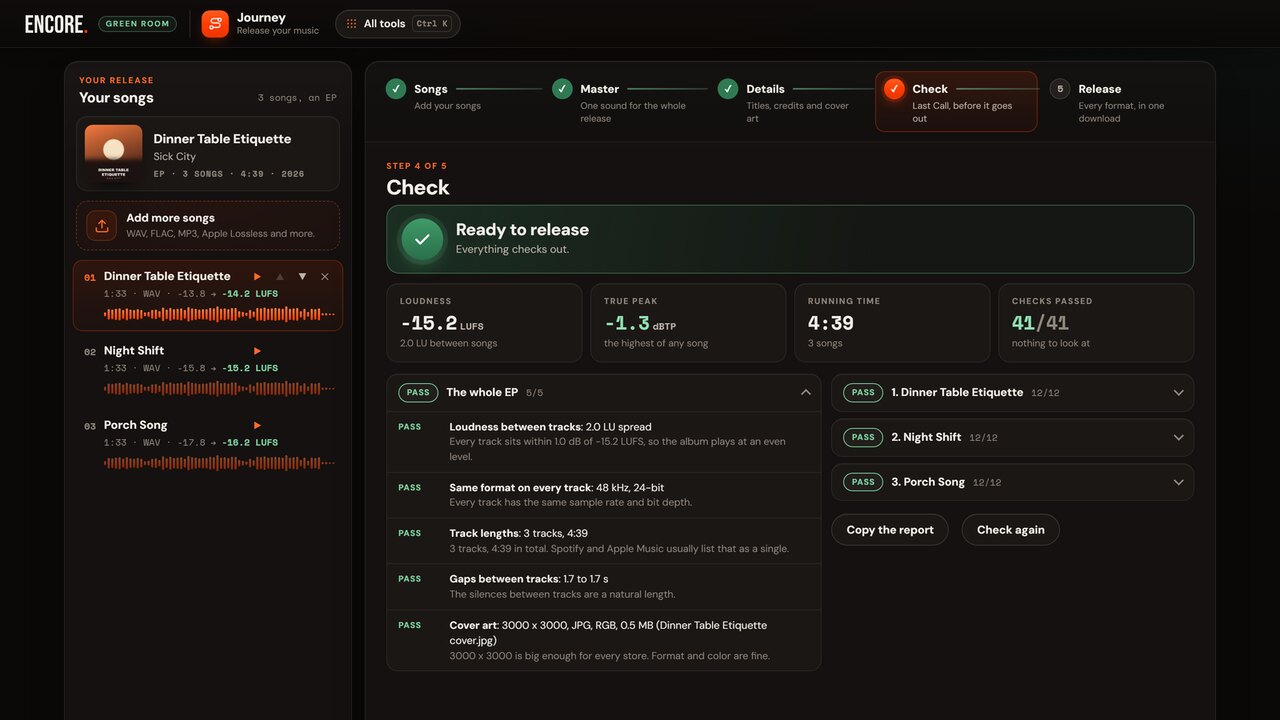 ENCORE.
GREEN ROOM
Journey
Release your music
All tools
Ctrl K
YOUR RELEASE
Your songs
3 songs, an EP
DINNER TABLE
ETIQUETTE
Dinner Table Etiquette
Sick City
EP · 3 SONGS · 4:39 · 2026
Add more songs
WAV, FLAC, MP3, Apple Lossless and more.
01 Dinner Table Etiquette
1:33 · WAV · -13.8 → -14.2 LUFS
02 Night Shift
1:33 · WAV · -15.8 → -15.2 LUFS
03 Porch Song
1:33 · WAV · -17.8 → -16.2 LUFS
Songs
Add your songs
Master
One sound for the whole
release
Details
Titles, credits and cover
art
Check
Last Call, before it goes
out
5 Release
Every format, in one
download
STEP 4 OF 5
Check
Ready to release
Everything checks out.
LOUDNESS
-15.2 LUFS
2.0 LU between songs
TRUE PEAK
-1.3 dBTP
the highest of any song
RUNNING TIME
4:39
3 songs
CHECKS PASSED
41/41
nothing to look at
PASS The whole EP 5/5
PASS Loudness between tracks: 2.0 LU spread
Every track sits within 1.0 dB of -15.2 LUFS, so the album plays at an even
level.
PASS Same format on every track: 48 kHz, 24-bit
Every track has the same sample rate and bit depth.
PASS Track lengths: 3 tracks, 4:39
3 tracks, 4:39 in total. Spotify and Apple Music usually list that as a single.
PASS Gaps between tracks: 1.7 to 1.7 s
The silences between tracks are a natural length.
PASS Cover art: 3000 x 3000, JPG, RGB, 0.5 MB (Dinner Table Etiquette
cover.jpg)
3000 x 3000 is big enough for every store. Format and color are fine.
PASS 1. Dinner Table Etiquette 12/12
PASS 2. Night Shift 12/12
PASS 3. Porch Song 12/12
Copy the report
Check again